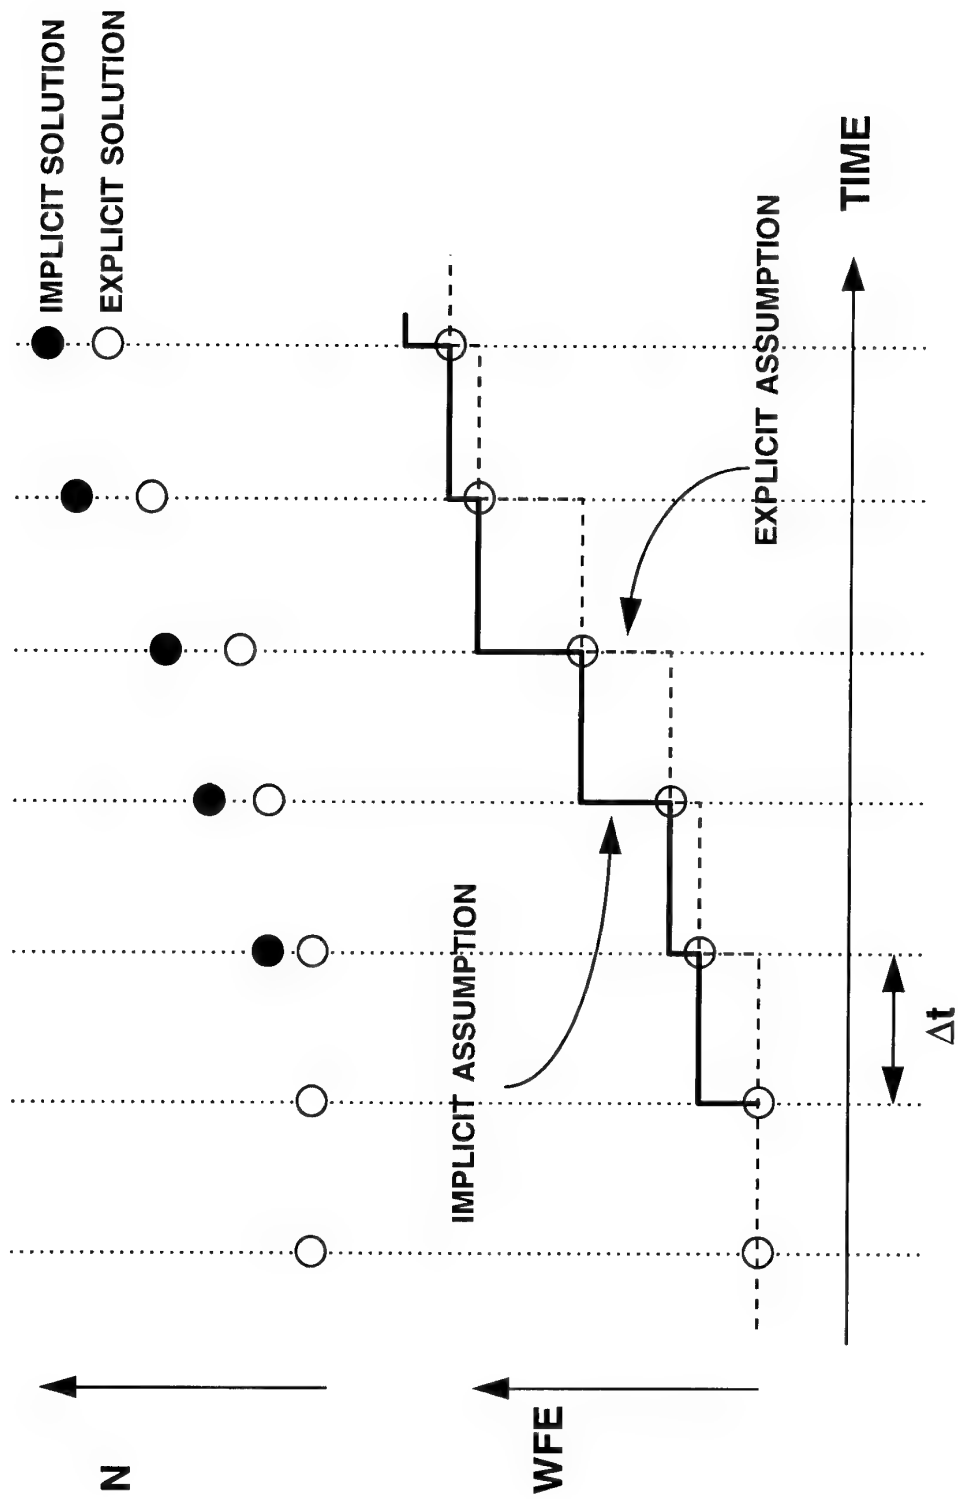 N
IMPLICIT SOLUTION
EXPLICIT SOLUTION
WFE
IMPLICIT ASSUMPTION
EXPLICIT ASSUMPTION
TIME
Δt